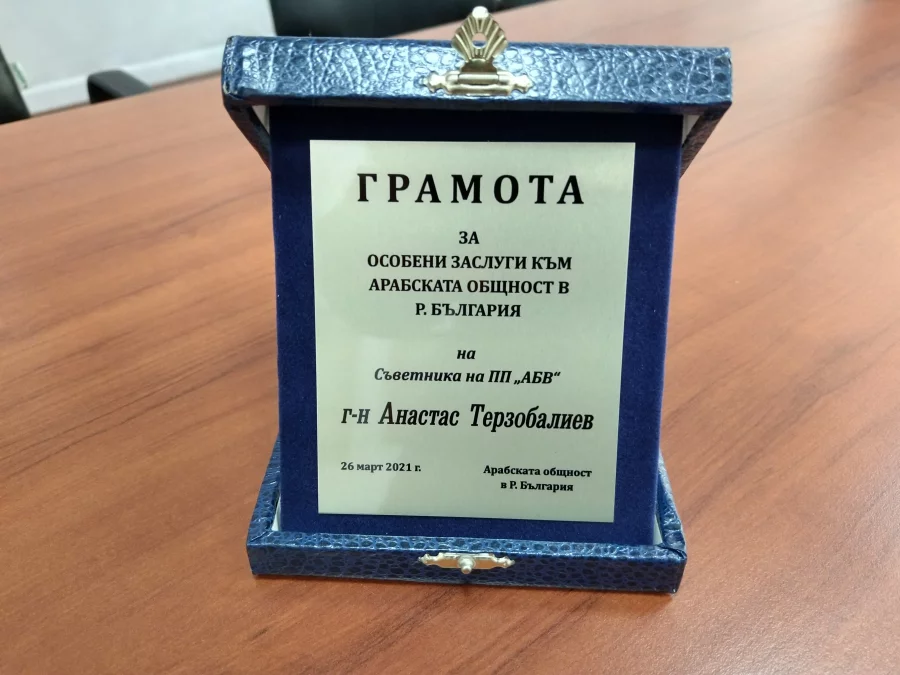 ГРАМОТА
ЗА
ОСОБЕНИ ЗАСЛУГИ КЪМ
АРАБСКАТА ОБЩНОСТ В
Р. БЪЛГАРИЯ
на
Съветника на ПП „АБВ“
г-н Анастас Терзобалиев
26 март 2021 г.
Арабската общност
в Р. България